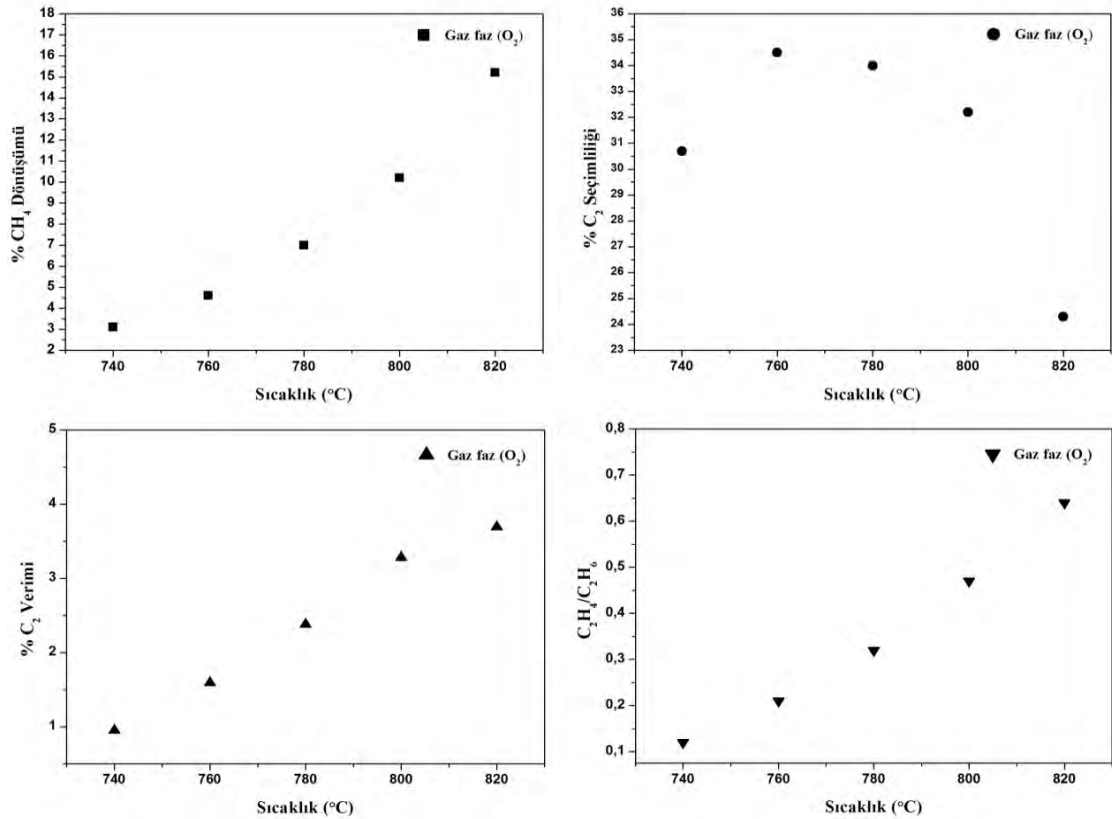 18
17
16
15
14
13
12
11
10
9
8
7
6
5
4
3
2
% CH₄ Dönüşümü
Gaz faz (O₂)
740 760 780 800 820
Sıcaklık (°C)
36
35
34
33
32
31
30
29
28
27
26
25
24
23
% C₂ Seçimliliği
Gaz faz (O₂)
740 760 780 800 820
Sıcaklık (°C)
5
4
3
2
1
% C₂ Verimi
Gaz faz (O₂)
740 760 780 800 820
Sıcaklık (°C)
0,8
0,7
0,6
0,5
0,4
0,3
0,2
0,1
C₂H₄/C₂H₆
Gaz faz (O₂)
740 760 780 800 820
Sıcaklık (°C)